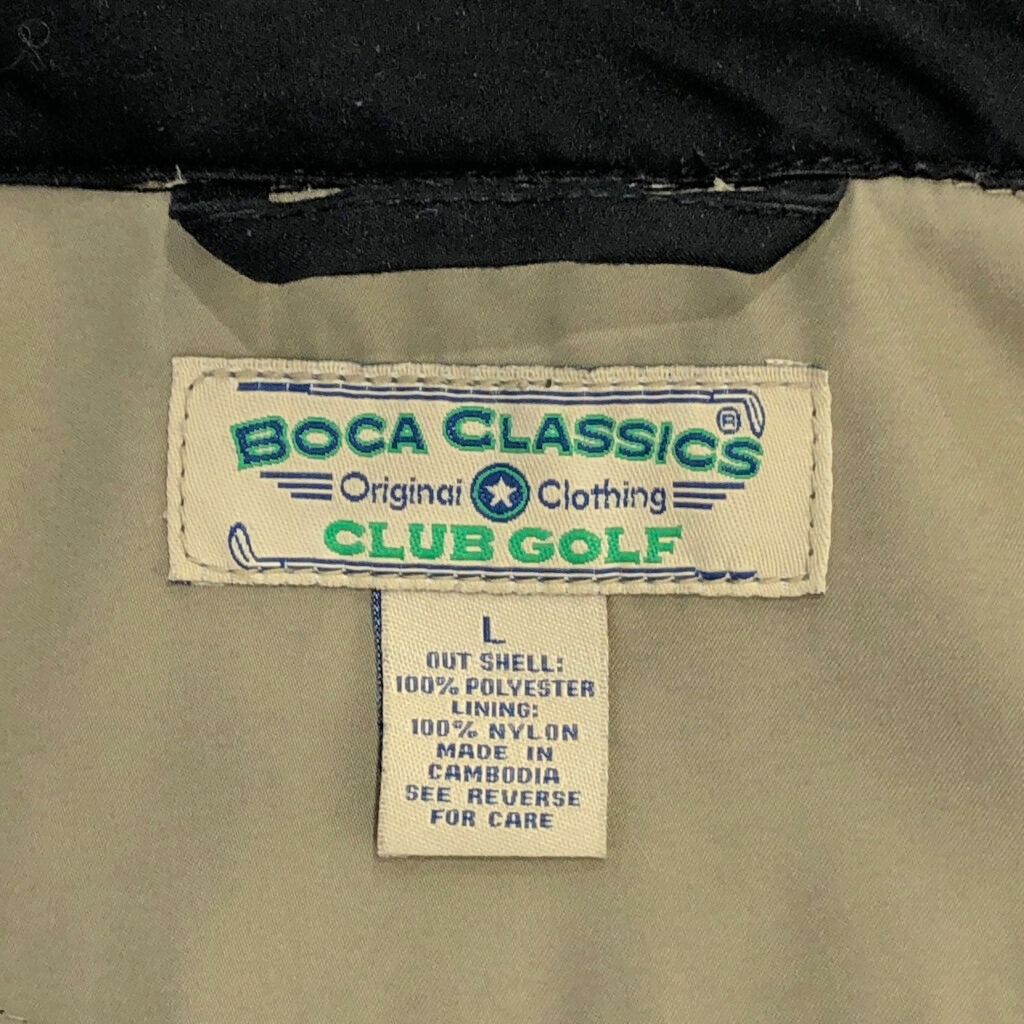 BOCA CLASSICS®
Original Clothing
CLUB GOLF
L
OUT SHELL:
100% POLYESTER
LINING:
100% NYLON
MADE IN
CAMBODIA
SEE REVERSE
FOR CARE